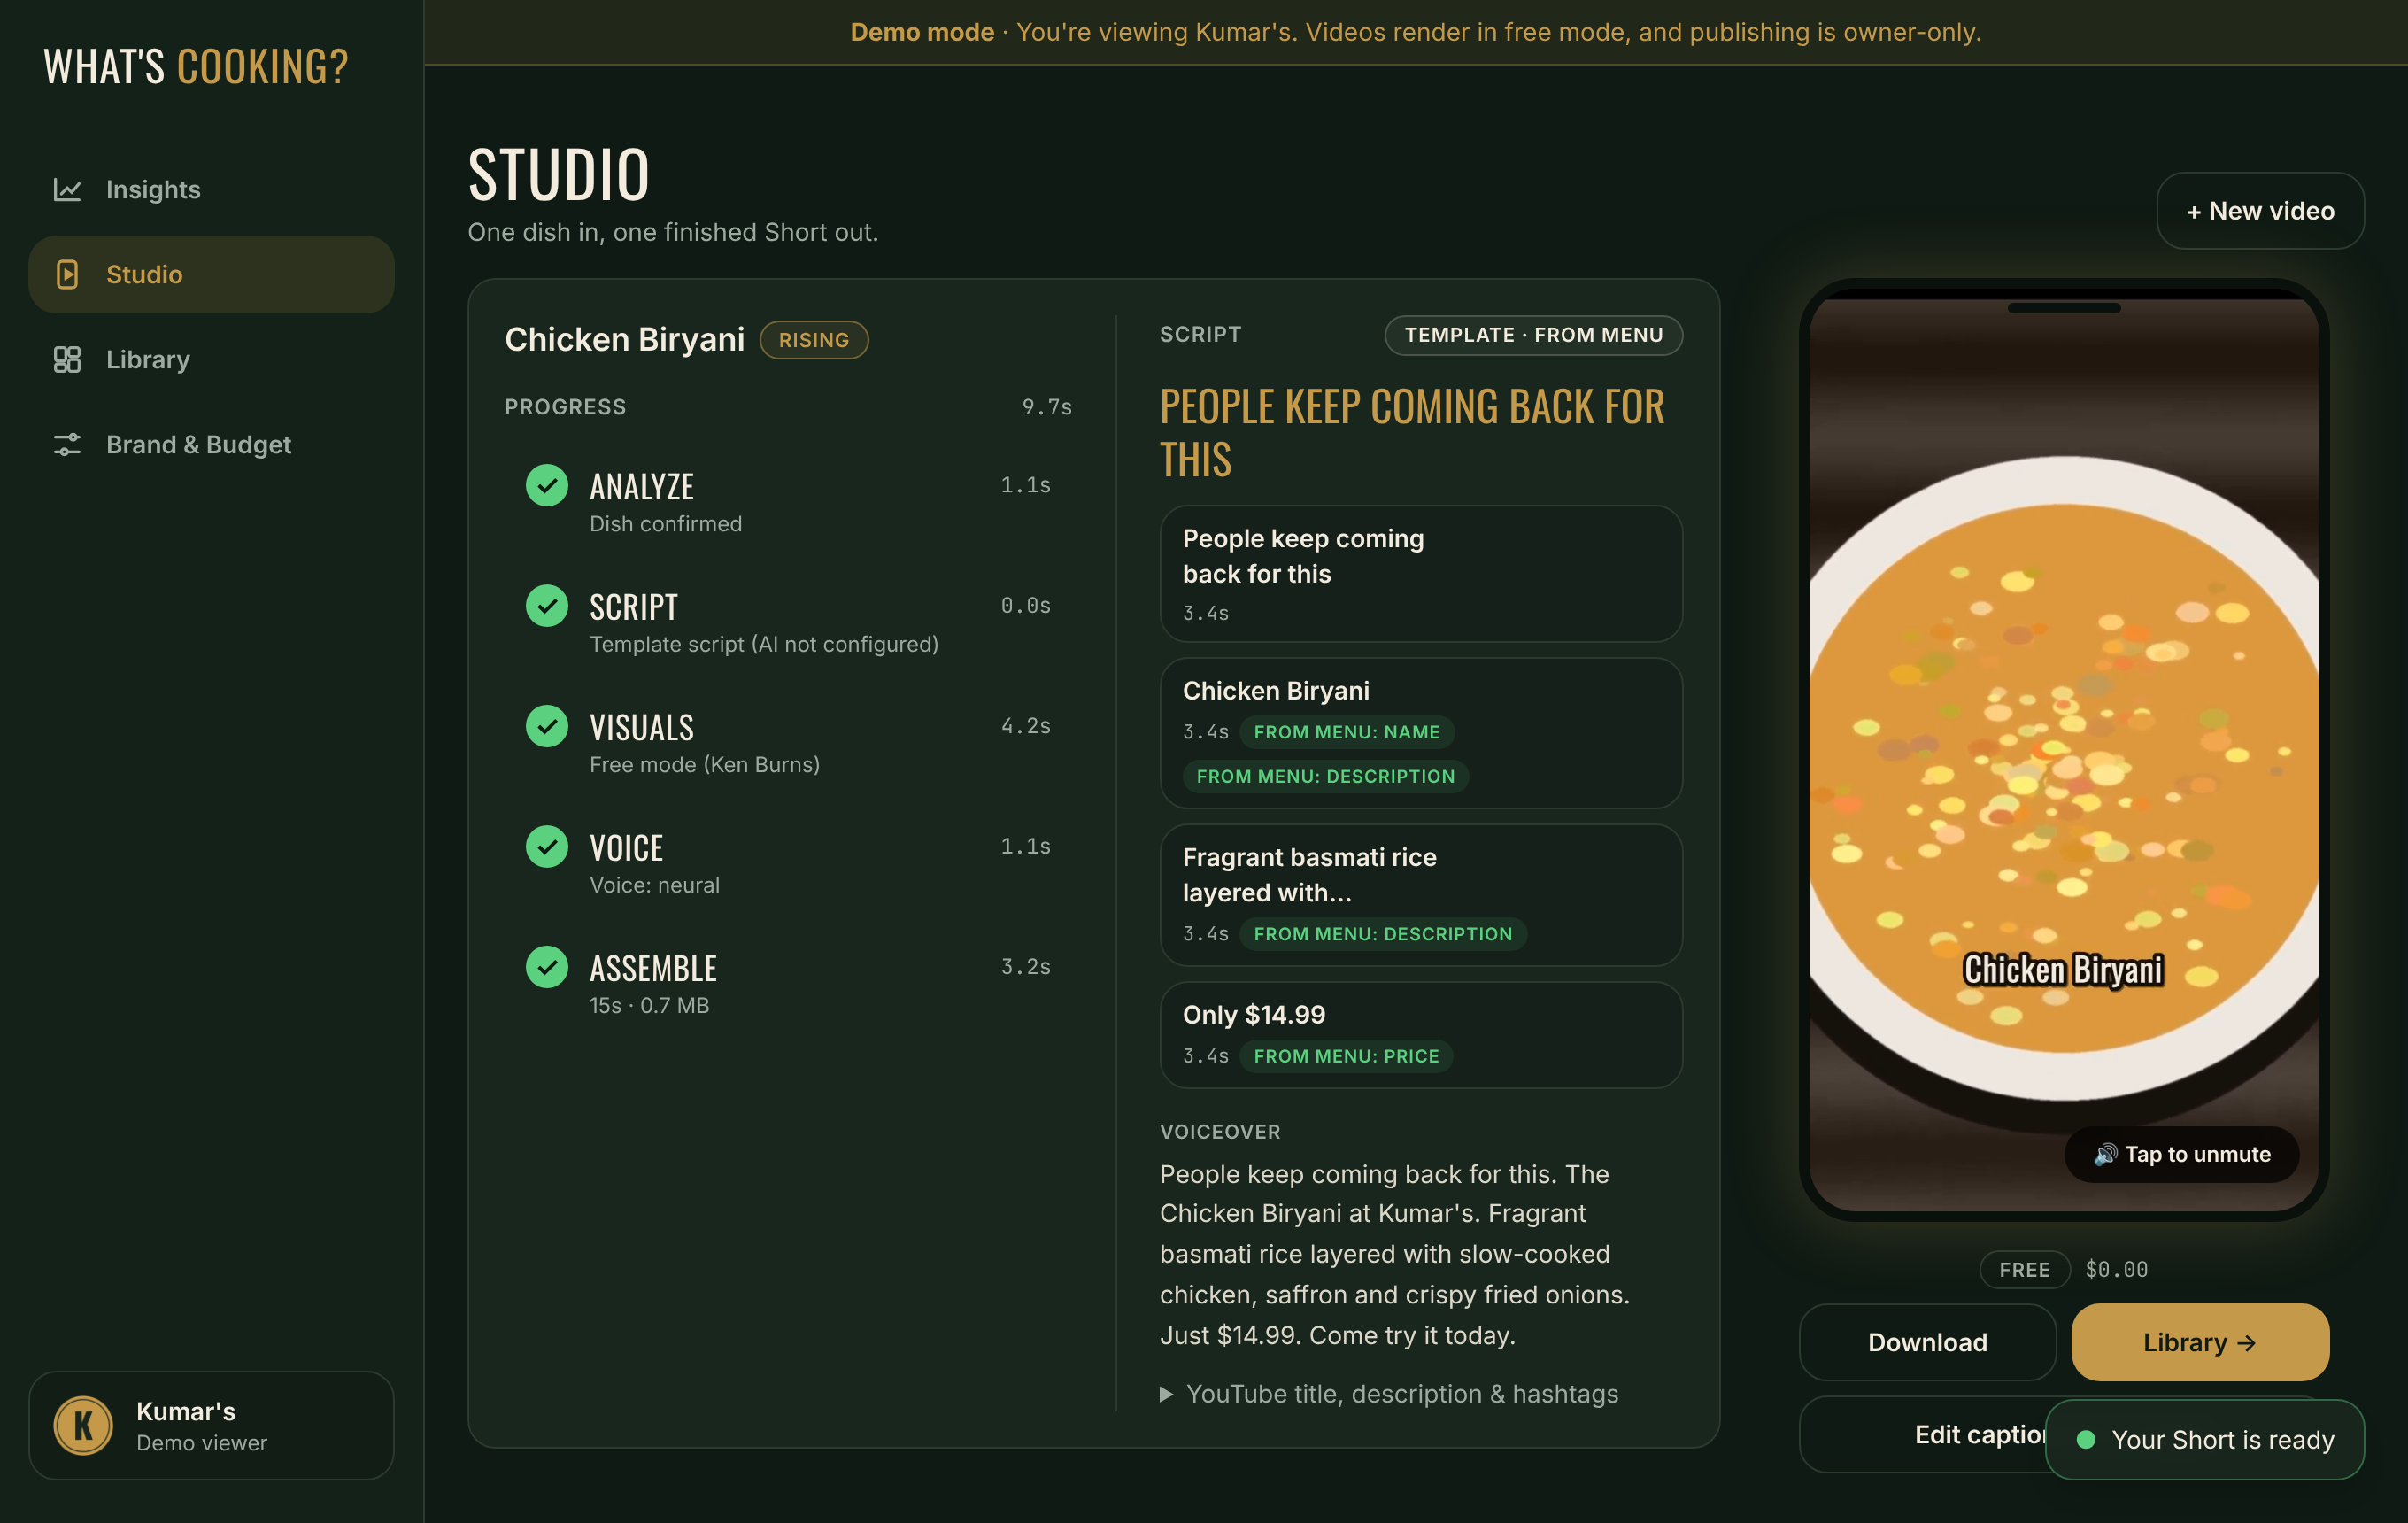 WHAT'S COOKING?
Demo mode · You're viewing Kumar's. Videos render in free mode, and publishing is owner-only.
Insights
Studio
Library
Brand & Budget
Kumar's
Demo viewer
STUDIO
One dish in, one finished Short out.
+ New video
Chicken Biryani RISING
PROGRESS 9.7s
ANALYZE 1.1s
Dish confirmed
SCRIPT 0.0s
Template script (AI not configured)
VISUALS 4.2s
Free mode (Ken Burns)
VOICE 1.1s
Voice: neural
ASSEMBLE 3.2s
15s · 0.7 MB
SCRIPT TEMPLATE · FROM MENU
PEOPLE KEEP COMING BACK FOR
THIS
People keep coming
back for this
3.4s
Chicken Biryani
3.4s FROM MENU: NAME
FROM MENU: DESCRIPTION
Fragrant basmati rice
layered with...
3.4s FROM MENU: DESCRIPTION
Only $14.99
3.4s FROM MENU: PRICE
VOICEOVER
People keep coming back for this. The
Chicken Biryani at Kumar's. Fragrant
basmati rice layered with slow-cooked
chicken, saffron and crispy fried onions.
Just $14.99. Come try it today.
▶ YouTube title, description & hashtags
Chicken Biryani
🔊 Tap to unmute
FREE $0.00
Download
Library →
Edit
Your Short is ready